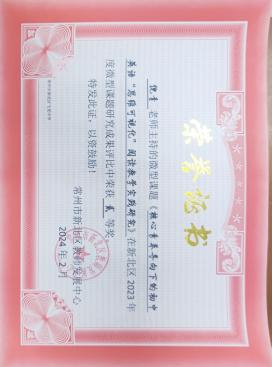 荣誉证书
倪青 老师主持的微型课题《核心素养导向下的初中
英语“思维可视化”阅读教学实践研究》在新北区2023年
度微型课题研究成果评比中荣获 贰 等奖
特发此证，以资鼓励！
常州市新北区教师发展中心
2024年2月